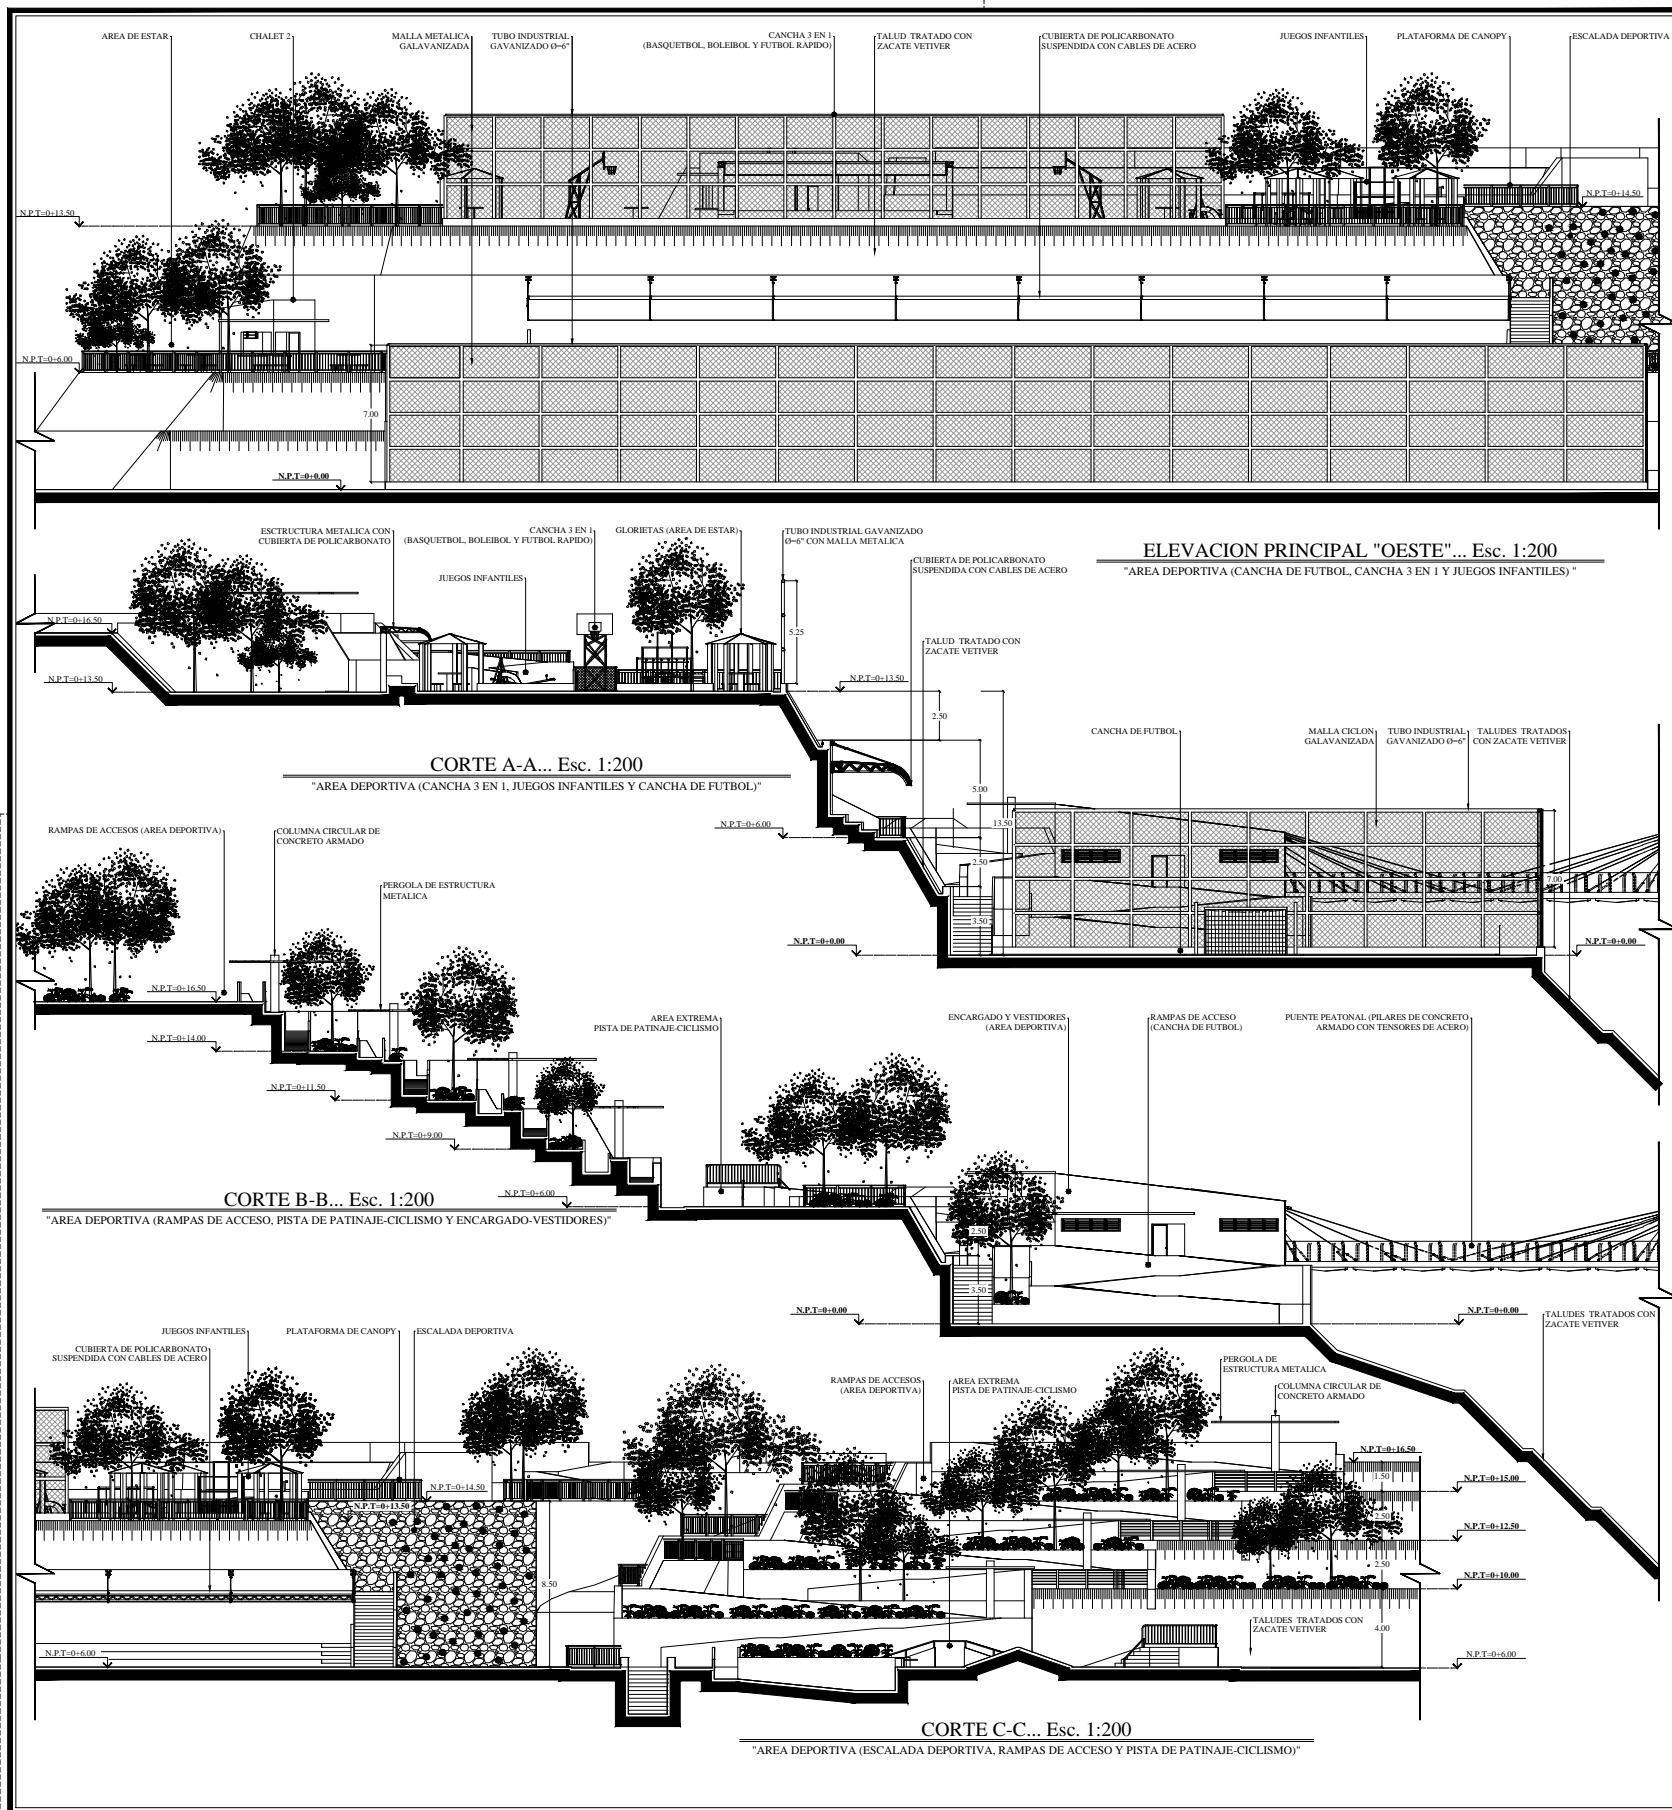 AREA DE ESTAR
CHALET 2
MALLA METALICA
GALAVANIZADA
TUBO INDUSTRIAL
GAVANIZADO Ø=6"
CANCHA 3 EN 1
(BASQUETBOL, BOLEIBOL Y FUTBOL RAPIDO)
TALUD TRATADO CON
ZACATE VETIVER
CUBIERTA DE POLICARBONATO
SUSPENDIDA CON CABLES DE ACERO
JUEGOS INFANTILES
PLATAFORMA DE CANOPY
ESCALADA DEPORTIVA
N.P.T=0+13.50
N.P.T=0+14.50
N.P.T=0+6.00
7.00
N.P.T=0+0.00
ELEVACION PRINCIPAL "OESTE"... Esc. 1:200
"AREA DEPORTIVA (CANCHA DE FUTBOL, CANCHA 3 EN 1 Y JUEGOS INFANTILES) "
ESCTRUCTURA METALICA CON
CUBIERTA DE POLICARBONATO
CANCHA 3 EN 1
(BASQUETBOL, BOLEIBOL Y FUTBOL RAPIDO)
JUEGOS INFANTILES
GLORIETAS (AREA DE ESTAR)
TUBO INDUSTRIAL GAVANIZADO
Ø=6" CON MALLA METALICA
CUBIERTA DE POLICARBONATO
SUSPENDIDA CON CABLES DE ACERO
N.P.T=0+16.50
5.25
TALUD TRATADO CON
ZACATE VETIVER
N.P.T=0+13.50
N.P.T=0+13.50
2.50
CANCHA DE FUTBOL
MALLA CICLON
GALAVANIZADA
TUBO INDUSTRIAL
GAVANIZADO Ø=6"
TALUDES TRATADOS
CON ZACATE VETIVER
CORTE A-A... Esc. 1:200
"AREA DEPORTIVA (CANCHA 3 EN 1, JUEGOS INFANTILES Y CANCHA DE FUTBOL)"
5.00
13.50
N.P.T=0+6.00
2.50
7.00
3.50
N.P.T=0+0.00
N.P.T=0+0.00
RAMPAS DE ACCESOS (AREA DEPORTIVA)
COLUMNA CIRCULAR DE
CONCRETO ARMADO
PERGOLA DE ESTRUCTURA
METALICA
N.P.T=0+16.50
N.P.T=0+14.00
N.P.T=0+11.50
N.P.T=0+9.00
N.P.T=0+6.00
AREA EXTREMA
PISTA DE PATINAJE-CICLISMO
ENCARGADO Y VESTIDORES
(AREA DEPORTIVA)
RAMPAS DE ACCESO
(CANCHA DE FUTBOL)
PUENTE PEATONAL (PILARES DE CONCRETO
ARMADO CON TENSORES DE ACERO)
CORTE B-B... Esc. 1:200
"AREA DEPORTIVA (RAMPAS DE ACCESO, PISTA DE PATINAJE-CICLISMO Y ENCARGADO-VESTIDORES)"
2.50
3.50
N.P.T=0+0.00
N.P.T=0+0.00
TALUDES TRATADOS CON
ZACATE VETIVER
JUEGOS INFANTILES
PLATAFORMA DE CANOPY
ESCALADA DEPORTIVA
CUBIERTA DE POLICARBONATO
SUSPENDIDA CON CABLES DE ACERO
RAMPAS DE ACCESOS
(AREA DEPORTIVA)
AREA EXTREMA
PISTA DE PATINAJE-CICLISMO
PERGOLA DE
ESTRUCTURA METALICA
COLUMNA CIRCULAR DE
CONCRETO ARMADO
N.P.T=0+14.50
N.P.T=0+13.50
N.P.T=0+16.50
1.50
N.P.T=0+15.00
2.50
N.P.T=0+12.50
2.50
N.P.T=0+10.00
8.50
TALUDES TRATADOS CON
ZACATE VETIVER
4.00
N.P.T=0+6.00
N.P.T=0+6.00
CORTE C-C... Esc. 1:200
"AREA DEPORTIVA (ESCALADA DEPORTIVA, RAMPAS DE ACCESO Y PISTA DE PATINAJE-CICLISMO)"